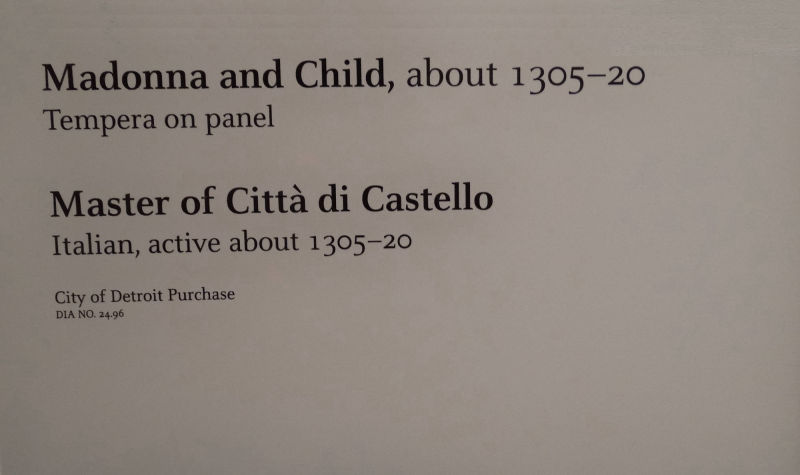 Madonna and Child, about 1305–20
Tempera on panel
Master of Città di Castello
Italian, active about 1305–20
City of Detroit Purchase
DIA NO. 24.96